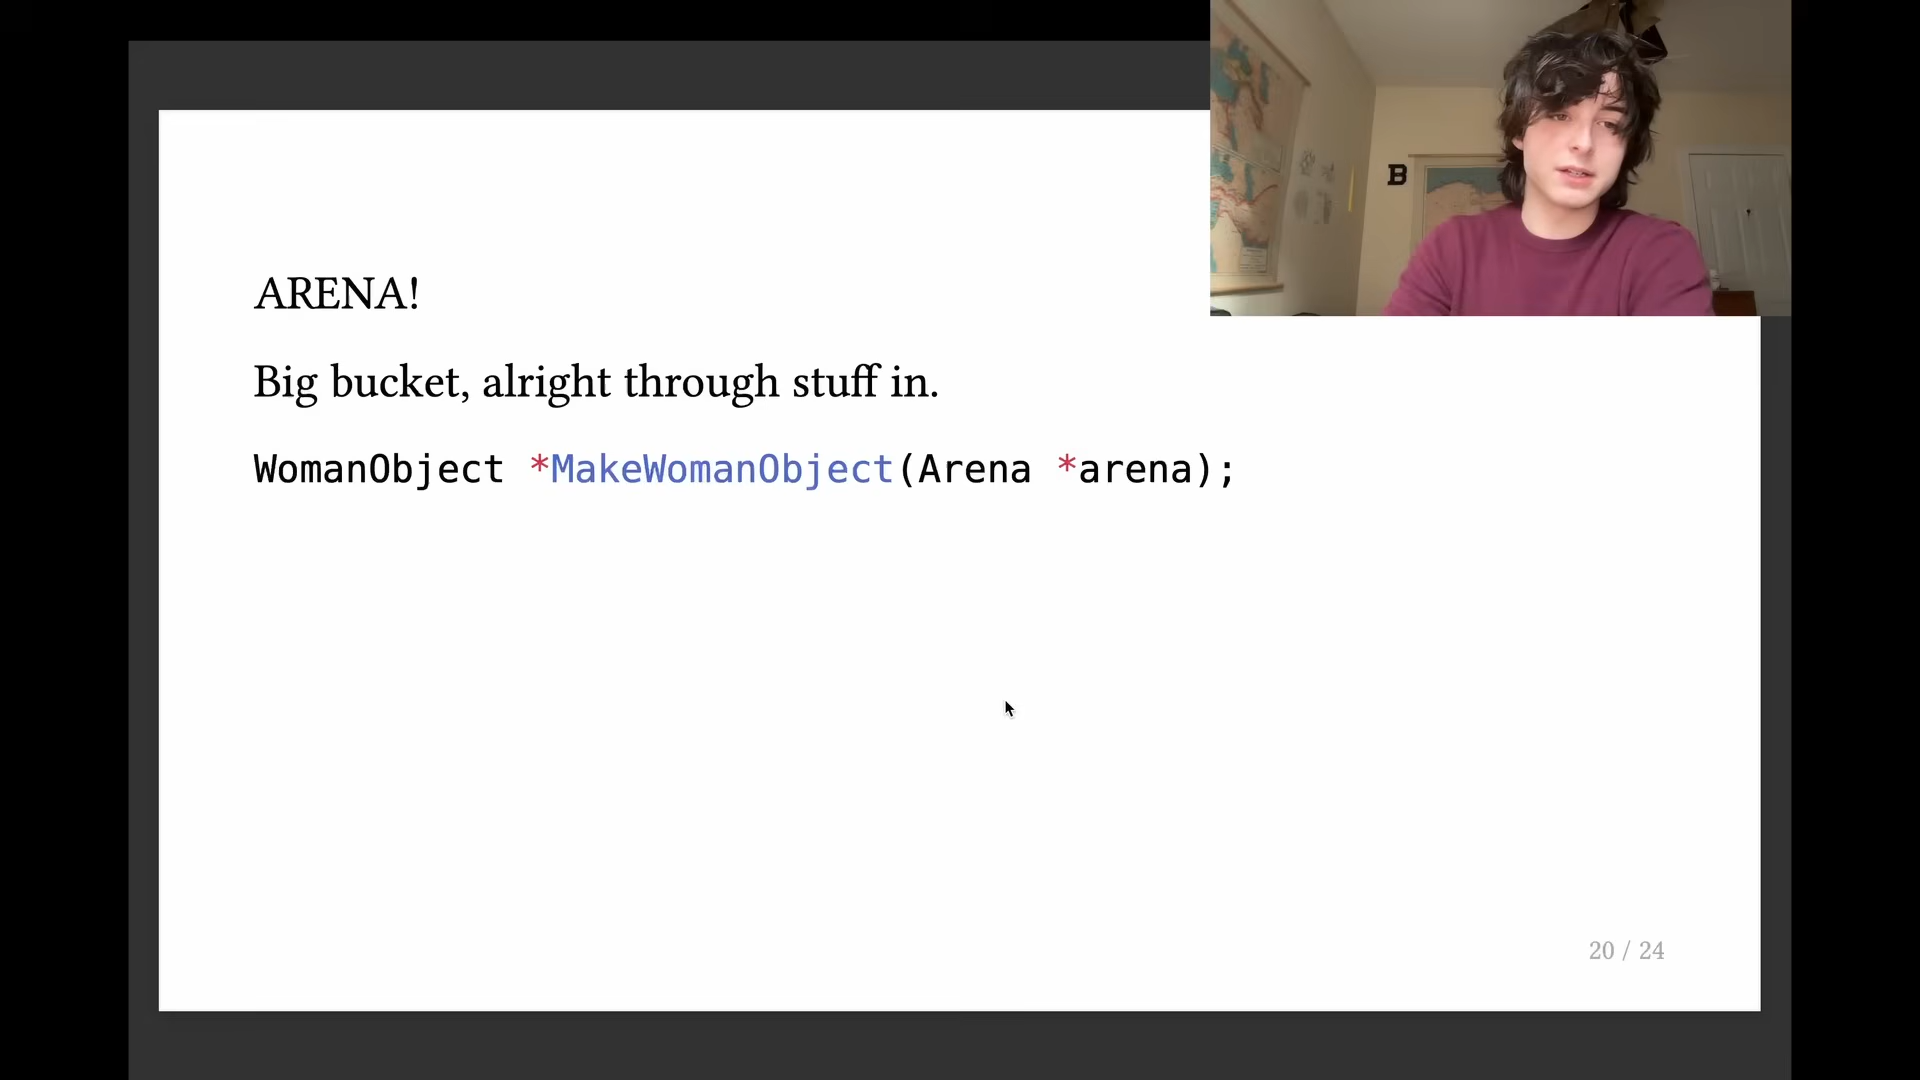 B
ARENA!
Big bucket, alright through stuff in.
WomanObject *MakeWomanObject(Arena *arena);
20 / 24